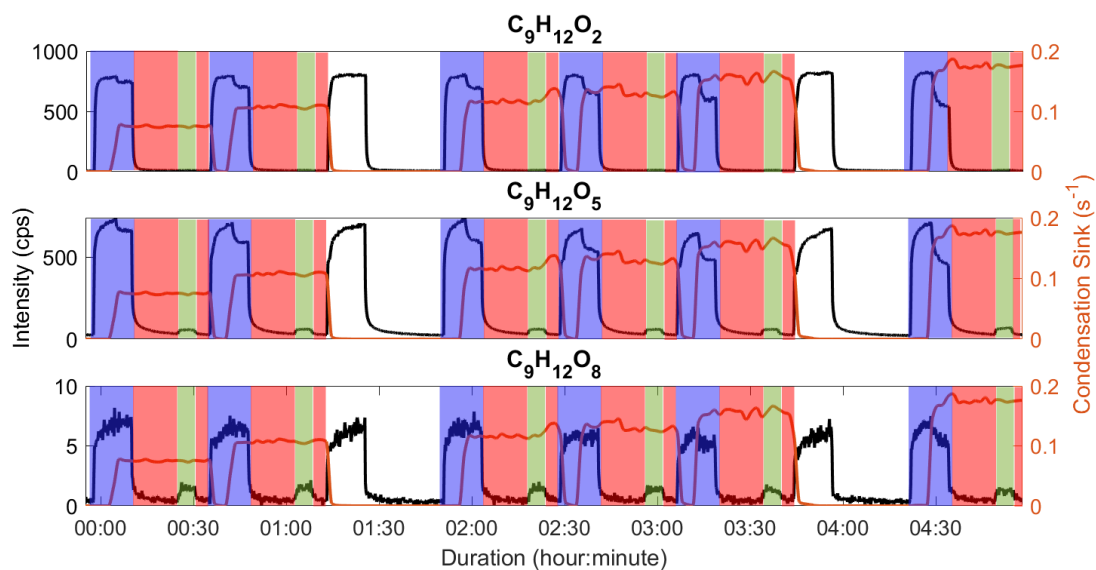 C₉H₁₂O₂
1000
500
0
0.2
0.1
0
C₉H₁₂O₅
500
0
0.2
0.1
0
C₉H₁₂O₈
10
5
0
0.2
0.1
0
00:00 00:30 01:00 01:30 02:00 02:30 03:00 03:30 04:00 04:30
Duration (hour:minute)
Intensity (cps)
Condensation Sink (s⁻¹)